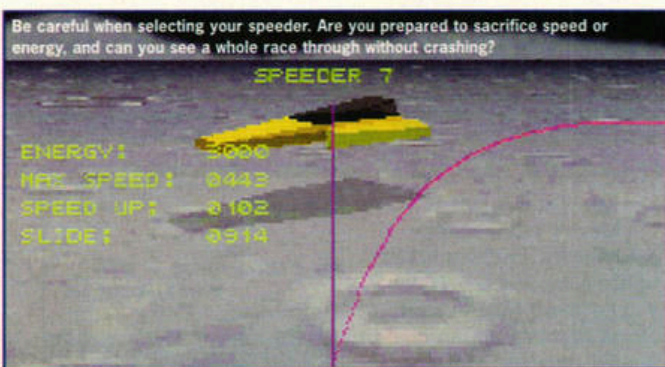 Be careful when selecting your speeder. Are you prepared to sacrifice speed or
energy, and can you see a whole race through without crashing?
SPEEDER 7
ENERGY: 3000
MAX SPEED: 0443
SPEED UP: 0102
SLIDE: 0914